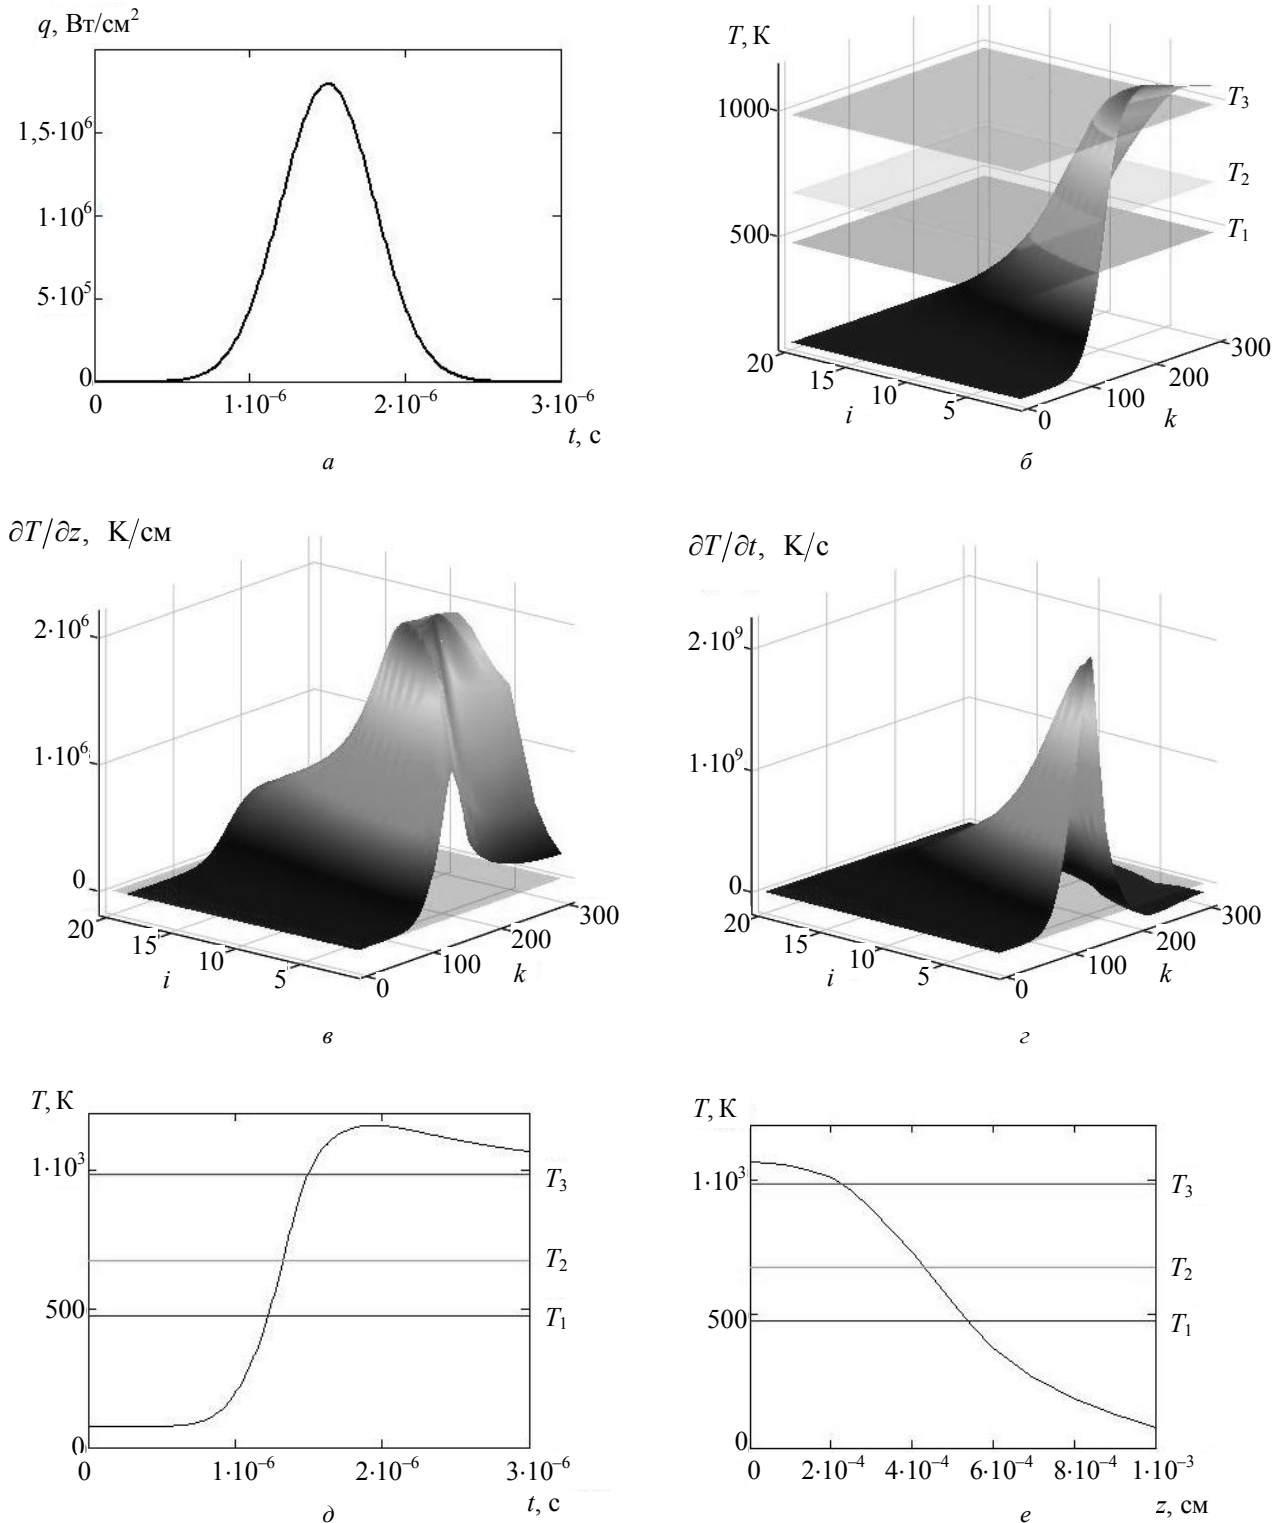 q, Вт/см²
1,5·10⁶
1·10⁶
5·10⁵
0
0 1·10⁻⁶ 2·10⁻⁶ 3·10⁻⁶
t, с
а
T, К
1000
500
T₃
T₂
T₁
20 15 10 5
i
0 100 200 300
k
б
∂T/∂z, К/см
2·10⁶
1·10⁶
0
20 15 10 5
i
0 100 200 300
k
в
∂T/∂t, К/с
2·10⁹
1·10⁹
0
20 15 10 5
i
0 100 200 300
k
г
T, К
1·10³
500
0
T₃
T₂
T₁
0 1·10⁻⁶ 2·10⁻⁶ 3·10⁻⁶
t, с
д
T, К
1·10³
500
0
T₃
T₂
T₁
0 2·10⁻⁴ 4·10⁻⁴ 6·10⁻⁴ 8·10⁻⁴ 1·10⁻³
z, см
е